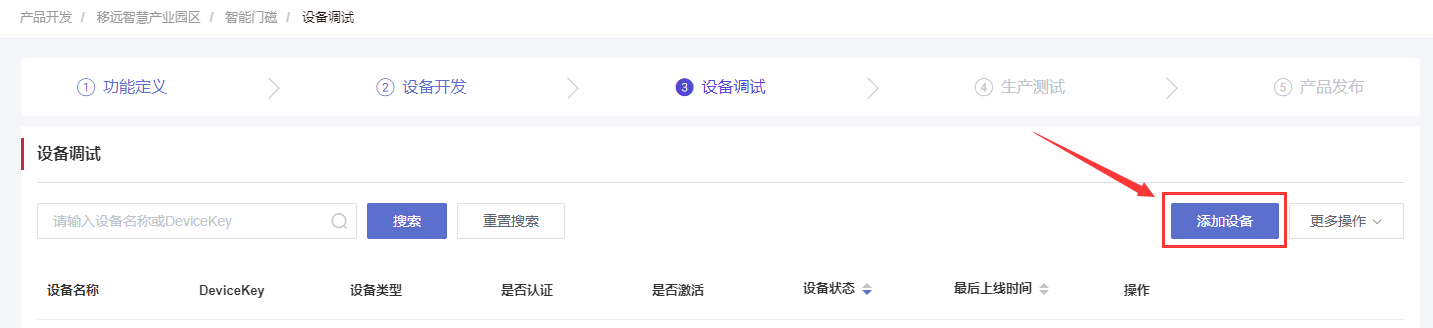 产品开发 / 移远智慧产业园区 / 智能门磁 / 设备调试
1 功能定义 2 设备开发 3 设备调试 4 生产测试 5 产品发布
设备调试
请输入设备名称或DeviceKey 搜索 重置搜索 添加设备 更多操作
设备名称 DeviceKey 设备类型 是否认证 是否激活 设备状态 最后上线时间 操作